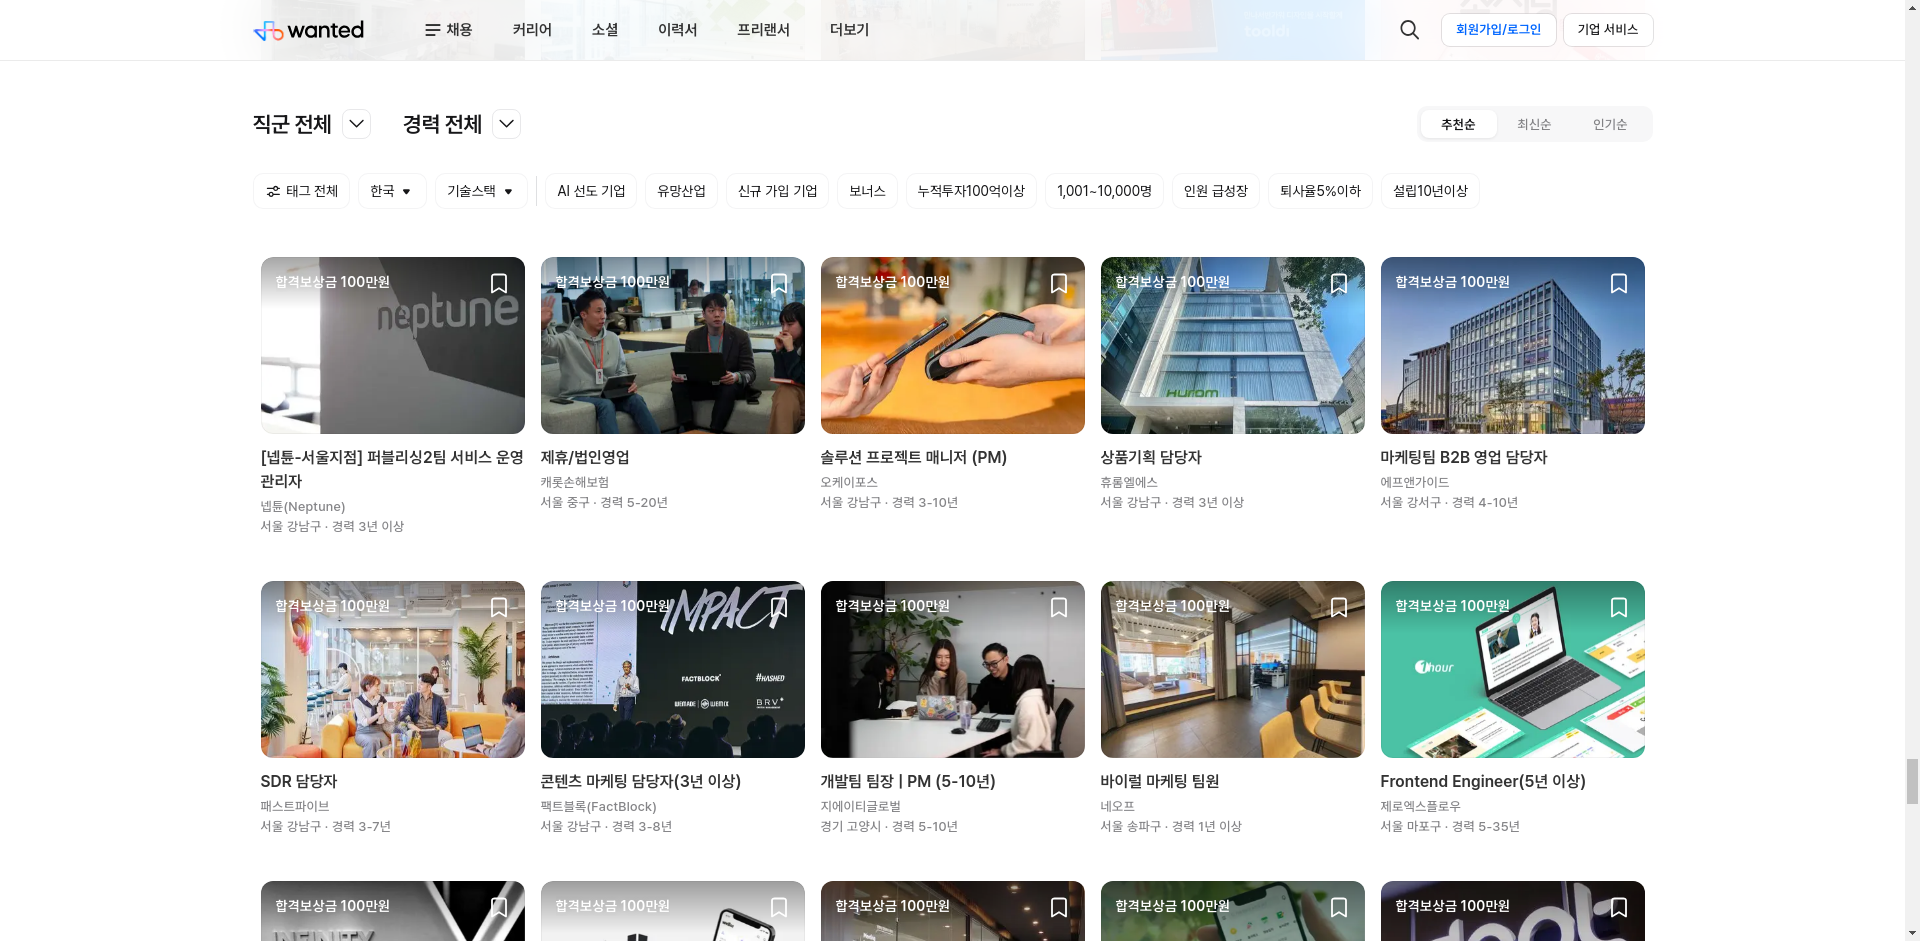 wanted
채용
커리어
소셜
이력서
프리랜서
더보기
회원가입/로그인
기업 서비스
직군 전체
경력 전체
추천순
최신순
인기순
태그 전체
한국
기술스택
AI 선도 기업
유망산업
신규 가입 기업
보너스
누적투자100억이상
1,001~10,000명
인원 급성장
퇴사율5%이하
설립10년이상
합격보상금 100만원
neptune
[넵튠-서울지점] 퍼블리싱2팀 서비스 운영 관리자
넵튠(Neptune)
서울 강남구 · 경력 3년 이상
합격보상금 100만원
제휴/법인영업
캐롯손해보험
서울 중구 · 경력 5-20년
합격보상금 100만원
솔루션 프로젝트 매니저 (PM)
오케이포스
서울 강남구 · 경력 3-10년
합격보상금 100만원
Hurom
상품기획 담당자
휴롬엘에스
서울 강남구 · 경력 3년 이상
합격보상금 100만원
마케팅팀 B2B 영업 담당자
에프앤가이드
서울 강서구 · 경력 4-10년
합격보상금 100만원
SDR 담당자
패스트파이브
서울 강남구 · 경력 3-7년
합격보상금 100만원
IMPACT
FACTBLOCK
#HASHED
WEMADE | WEMIX
BRV
콘텐츠 마케팅 담당자(3년 이상)
팩트블록(FactBlock)
서울 강남구 · 경력 3-8년
합격보상금 100만원
개발팀 팀장 | PM (5-10년)
지에이티글로벌
경기 고양시 · 경력 5-10년
합격보상금 100만원
바이럴 마케팅 팀원
네오프
서울 송파구 · 경력 1년 이상
합격보상금 100만원
7hour
Frontend Engineer(5년 이상)
제로엑스플로우
서울 마포구 · 경력 5-35년
합격보상금 100만원
합격보상금 100만원
합격보상금 100만원
합격보상금 100만원
합격보상금 100만원